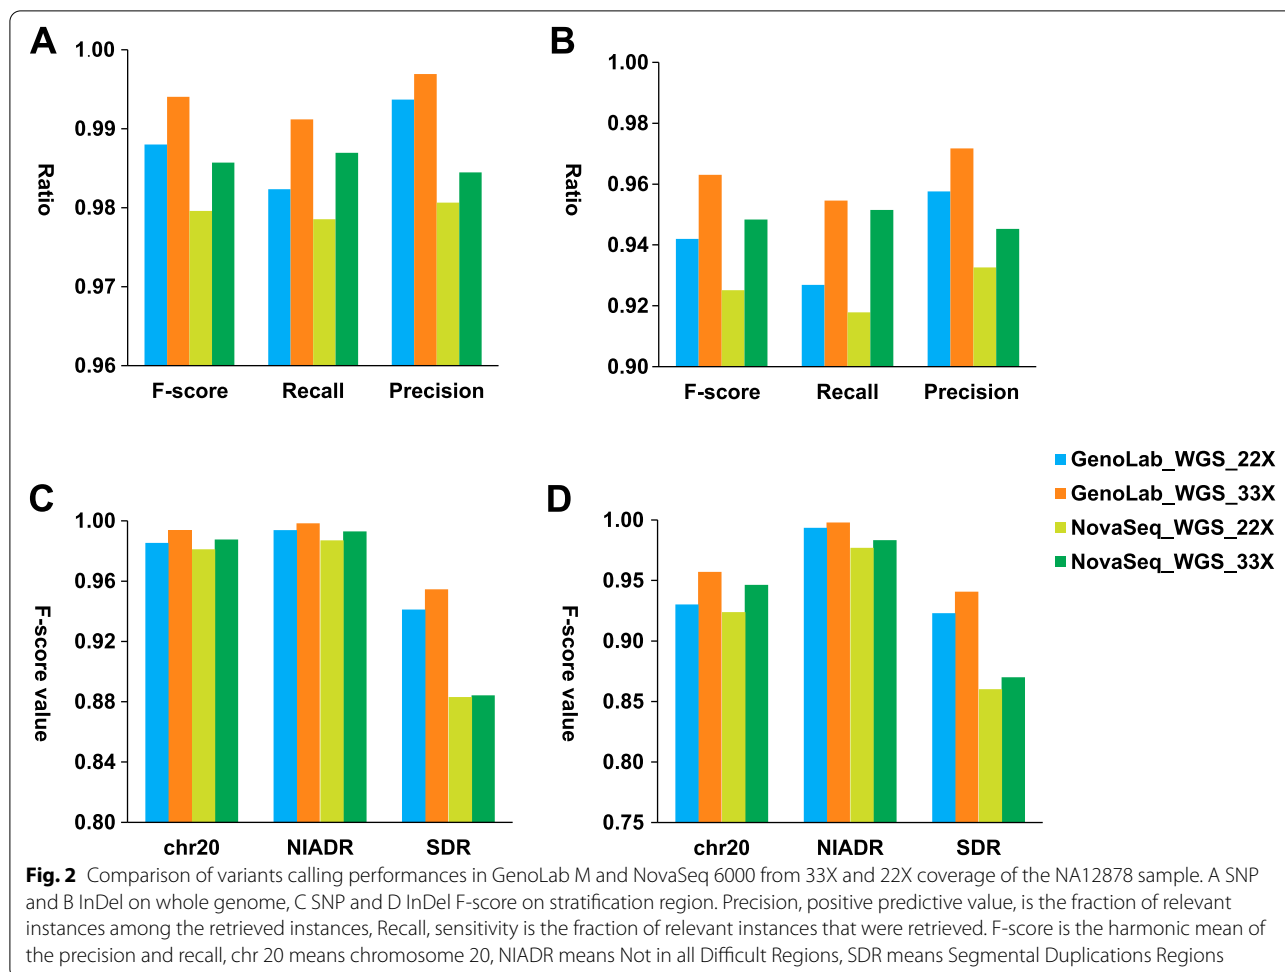 A
1.00
0.99
0.98
0.97
0.96
Ratio
F-score Recall Precision
B
1.00
0.98
0.96
0.94
0.92
0.90
Ratio
F-score Recall Precision
GenoLab_WGS_22X
GenoLab_WGS_33X
NovaSeq_WGS_22X
NovaSeq_WGS_33X
C
1.00
0.96
0.92
0.88
0.84
0.80
F-score value
chr20 NIADR SDR
D
1.00
0.95
0.90
0.85
0.80
0.75
F-score value
chr20 NIADR SDR
Fig. 2 Comparison of variants calling performances in GenoLab M and NovaSeq 6000 from 33X and 22X coverage of the NA12878 sample. A SNP
and B InDel on whole genome, C SNP and D InDel F-score on stratification region. Precision, positive predictive value, is the fraction of relevant
instances among the retrieved instances, Recall, sensitivity is the fraction of relevant instances that were retrieved. F-score is the harmonic mean of
the precision and recall, chr 20 means chromosome 20, NIADR means Not in all Difficult Regions, SDR means Segmental Duplications Regions